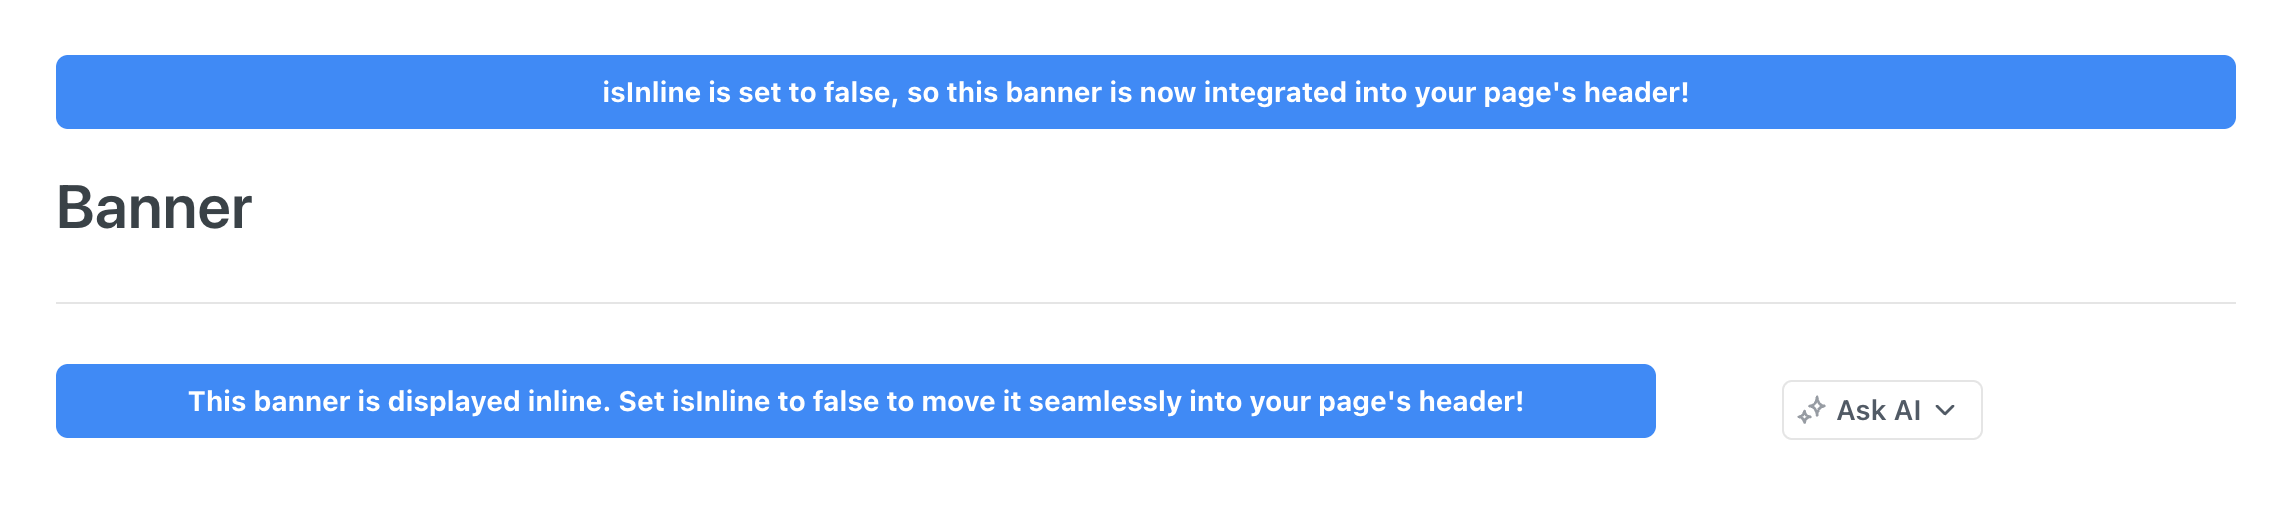 isInline is set to false, so this banner is now integrated into your page's header!
Banner
This banner is displayed inline. Set isInline to false to move it seamlessly into your page's header!
Ask AI